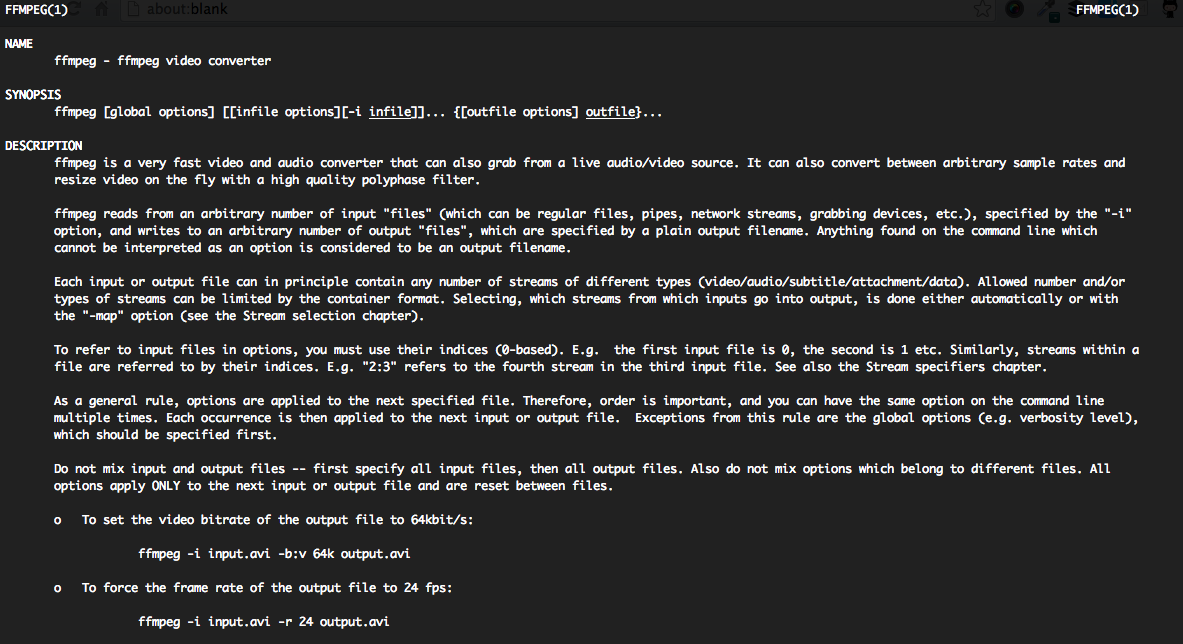 FFMPEG(1) about:blank FFMPEG(1)
NAME
ffmpeg - ffmpeg video converter
SYNOPSIS
ffmpeg [global options] [[infile options][-i infile]]... {[outfile options] outfile}...
DESCRIPTION
ffmpeg is a very fast video and audio converter that can also grab from a live audio/video source. It can also convert between arbitrary sample rates and
resize video on the fly with a high quality polyphase filter.
ffmpeg reads from an arbitrary number of input "files" (which can be regular files, pipes, network streams, grabbing devices, etc.), specified by the "-i"
option, and writes to an arbitrary number of output "files", which are specified by a plain output filename. Anything found on the command line which
cannot be interpreted as an option is considered to be an output filename.
Each input or output file can in principle contain any number of streams of different types (video/audio/subtitle/attachment/data). Allowed number and/or
types of streams can be limited by the container format. Selecting, which streams from which inputs go into output, is done either automatically or with
the "-map" option (see the Stream selection chapter).
To refer to input files in options, you must use their indices (0-based). E.g.  the first input file is 0, the second is 1 etc. Similarly, streams within a
file are referred to by their indices. E.g. "2:3" refers to the fourth stream in the third input file. See also the Stream specifiers chapter.
As a general rule, options are applied to the next specified file. Therefore, order is important, and you can have the same option on the command line
multiple times. Each occurrence is then applied to the next input or output file.  Exceptions from this rule are the global options (e.g. verbosity level),
which should be specified first.
Do not mix input and output files -- first specify all input files, then all output files. Also do not mix options which belong to different files. All
options apply ONLY to the next input or output file and are reset between files.
o   To set the video bitrate of the output file to 64kbit/s:
ffmpeg -i input.avi -b:v 64k output.avi
o   To force the frame rate of the output file to 24 fps:
ffmpeg -i input.avi -r 24 output.avi